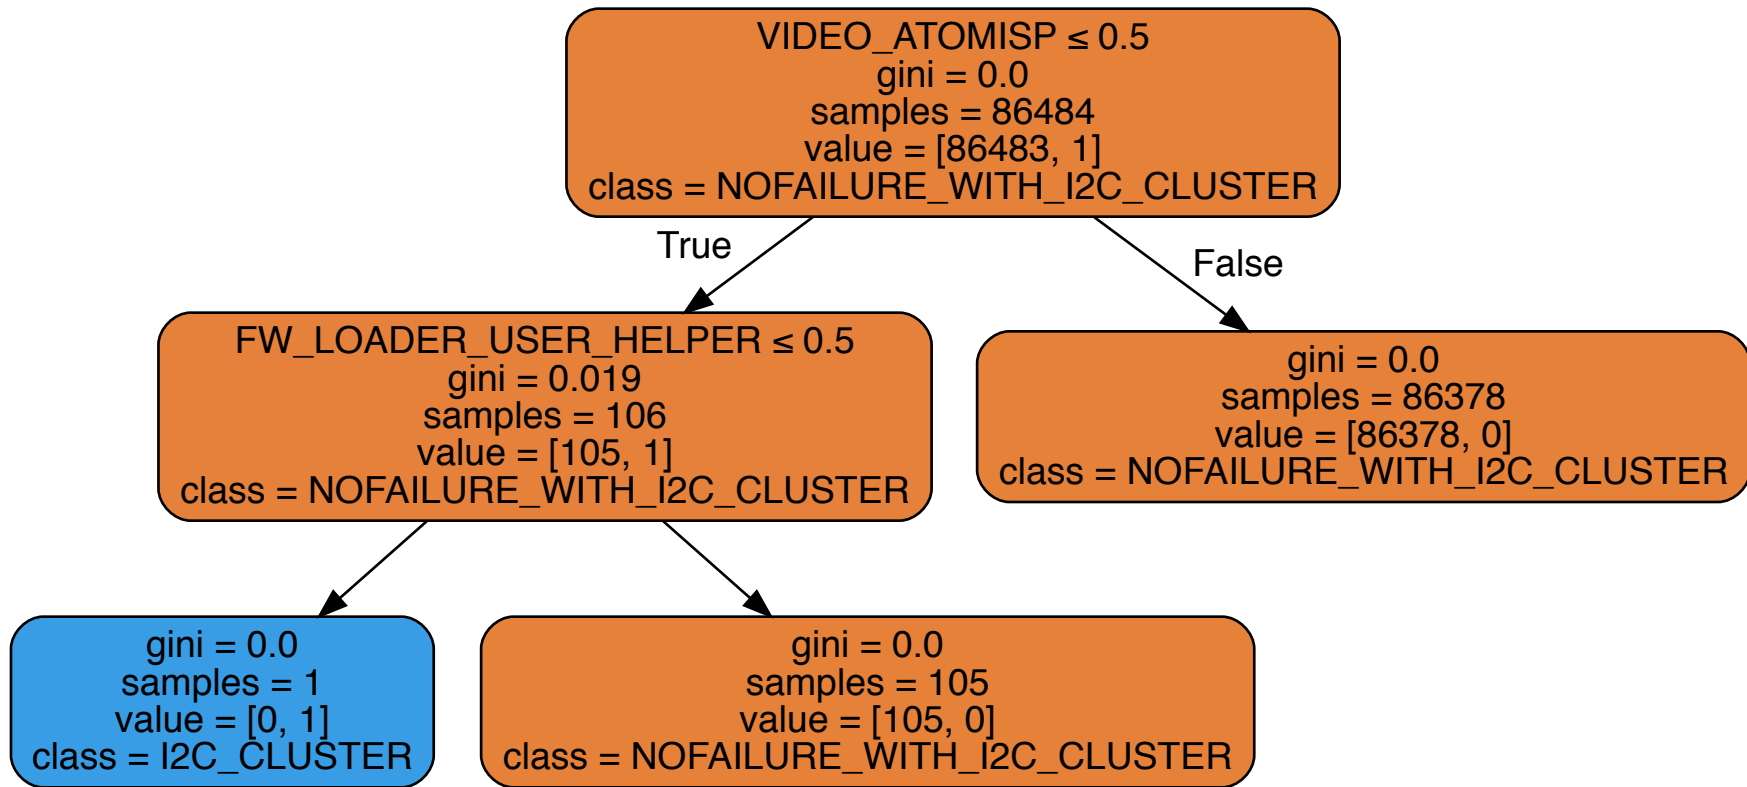 VIDEO_ATOMISP ≤ 0.5
gini = 0.0
samples = 86484
value = [86483, 1]
class = NOFAILURE_WITH_I2C_CLUSTER
True
False
FW_LOADER_USER_HELPER ≤ 0.5
gini = 0.019
samples = 106
value = [105, 1]
class = NOFAILURE_WITH_I2C_CLUSTER
gini = 0.0
samples = 86378
value = [86378, 0]
class = NOFAILURE_WITH_I2C_CLUSTER
gini = 0.0
samples = 1
value = [0, 1]
class = I2C_CLUSTER
gini = 0.0
samples = 105
value = [105, 0]
class = NOFAILURE_WITH_I2C_CLUSTER